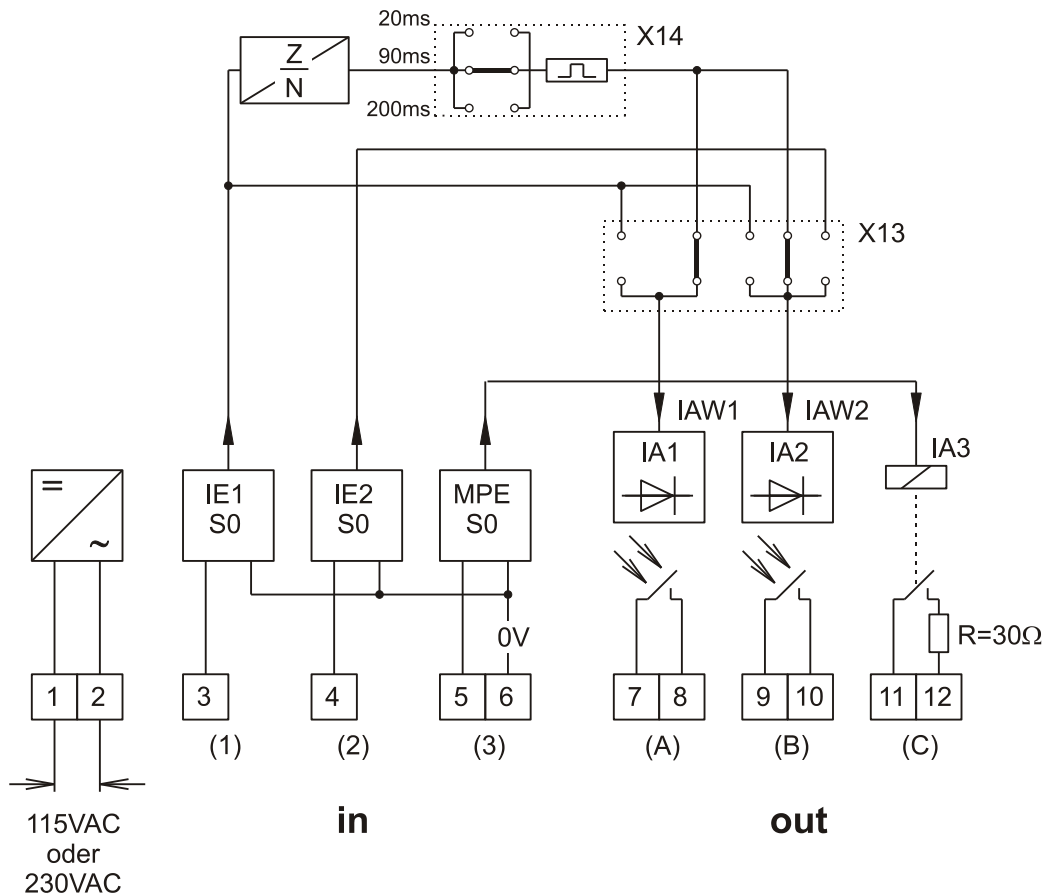 20ms
X14
90ms
Z
N
200ms
X13
IAW1
IAW2
IA1
IA2
IA3
=
~
IE1
S0
IE2
S0
MPE
S0
0V
R=30Ω
1
2
3
4
5
6
7
8
9
10
11
12
(1)
(2)
(3)
(A)
(B)
(C)
in
out
115VAC
oder
230VAC